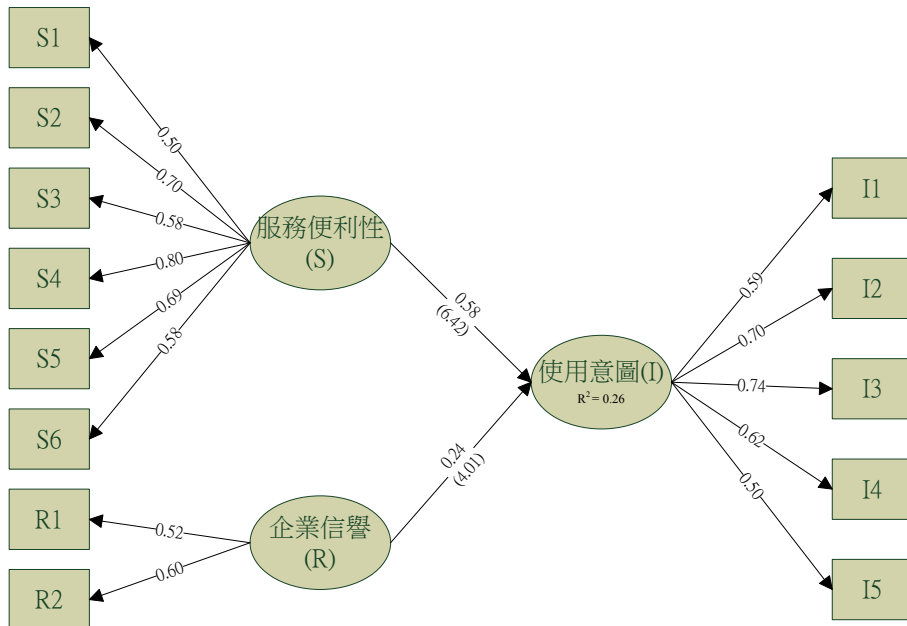 S1
S2
S3
S4
S5
S6
R1
R2
0.50
0.70
0.58
0.80
0.69
0.58
0.52
0.60
服務便利性
(S)
企業信譽
(R)
0.58
(6.42)
0.24
(4.01)
使用意圖(I)
R² = 0.26
0.59
0.70
0.74
0.62
0.50
I1
I2
I3
I4
I5